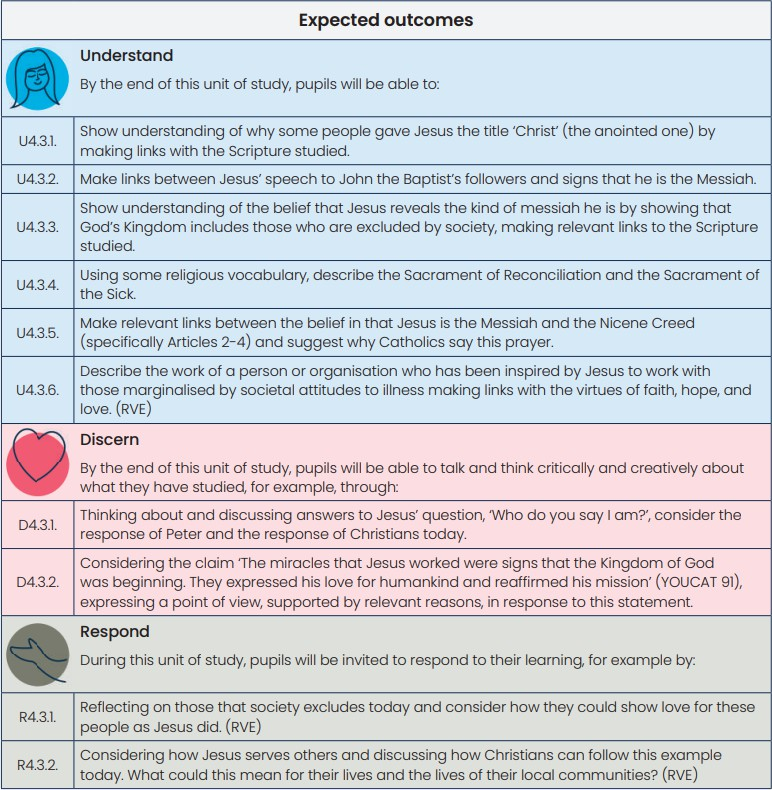 Expected outcomes
Understand
By the end of this unit of study, pupils will be able to:
U4.3.1.
Show understanding of why some people gave Jesus the title ‘Christ’ (the anointed one) by
making links with the Scripture studied.
U4.3.2.
Make links between Jesus’ speech to John the Baptist’s followers and signs that he is the Messiah.
U4.3.3.
Show understanding of the belief that Jesus reveals the kind of messiah he is by showing that
God’s Kingdom includes those who are excluded by society, making relevant links to the Scripture
studied.
U4.3.4.
Using some religious vocabulary, describe the Sacrament of Reconciliation and the Sacrament of
the Sick.
U4.3.5.
Make relevant links between the belief in that Jesus is the Messiah and the Nicene Creed
(specifically Articles 2-4) and suggest why Catholics say this prayer.
U4.3.6.
Describe the work of a person or organisation who has been inspired by Jesus to work with
those marginalised by societal attitudes to illness making links with the virtues of faith, hope, and
love. (RVE)
Discern
By the end of this unit of study, pupils will be able to talk and think critically and creatively about
what they have studied, for example, through:
D4.3.1.
Thinking about and discussing answers to Jesus’ question, ‘Who do you say I am?’, consider the
response of Peter and the response of Christians today.
D4.3.2.
Considering the claim ‘The miracles that Jesus worked were signs that the Kingdom of God
was beginning. They expressed his love for humankind and reaffirmed his mission’ (YOUCAT 91),
expressing a point of view, supported by relevant reasons, in response to this statement.
Respond
During this unit of study, pupils will be invited to respond to their learning, for example by:
R4.3.1.
Reflecting on those that society excludes today and consider how they could show love for these
people as Jesus did. (RVE)
R4.3.2.
Considering how Jesus serves others and discussing how Christians can follow this example
today. What could this mean for their lives and the lives of their local communities? (RVE)